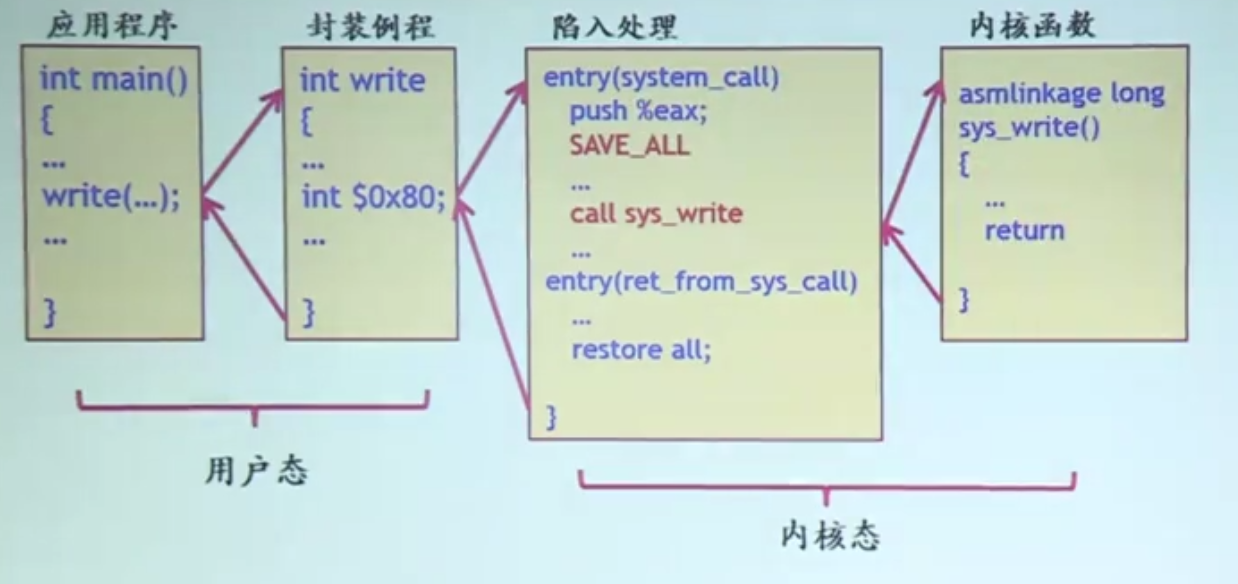 应用程序
int main()
{
...
write(...);
...
}
封装例程
int write
{
...
int $0x80;
...
}
陷入处理
entry(system_call)
push %eax;
SAVE_ALL
...
call sys_write
...
entry(ret_from_sys_call)
...
restore all;
}
内核函数
asmlinkage long
sys_write()
{
...
return
}
用户态
内核态